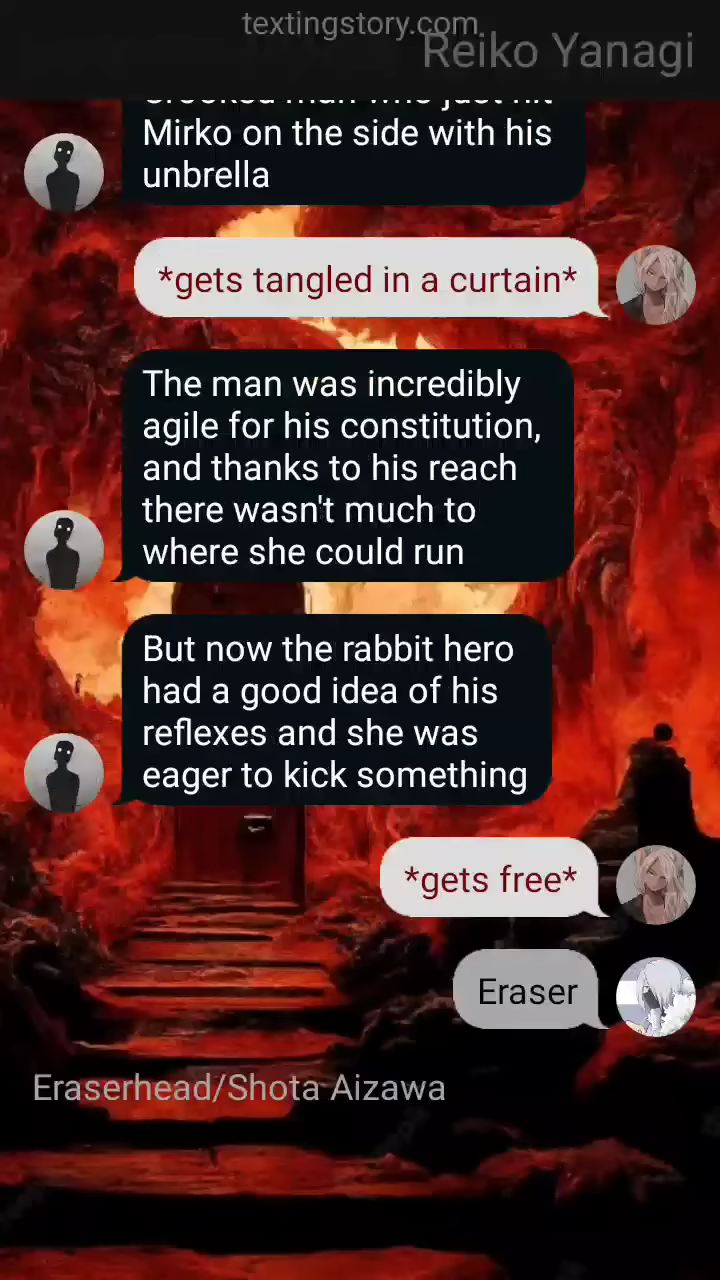 textingstory.com
Reiko Yanagi
Mirko on the side with his
unbrella
*gets tangled in a curtain*
The man was incredibly
agile for his constitution,
and thanks to his reach
there wasn't much to
where she could run
But now the rabbit hero
had a good idea of his
reflexes and she was
eager to kick something
*gets free*
Eraser
Eraserhead/Shota Aizawa